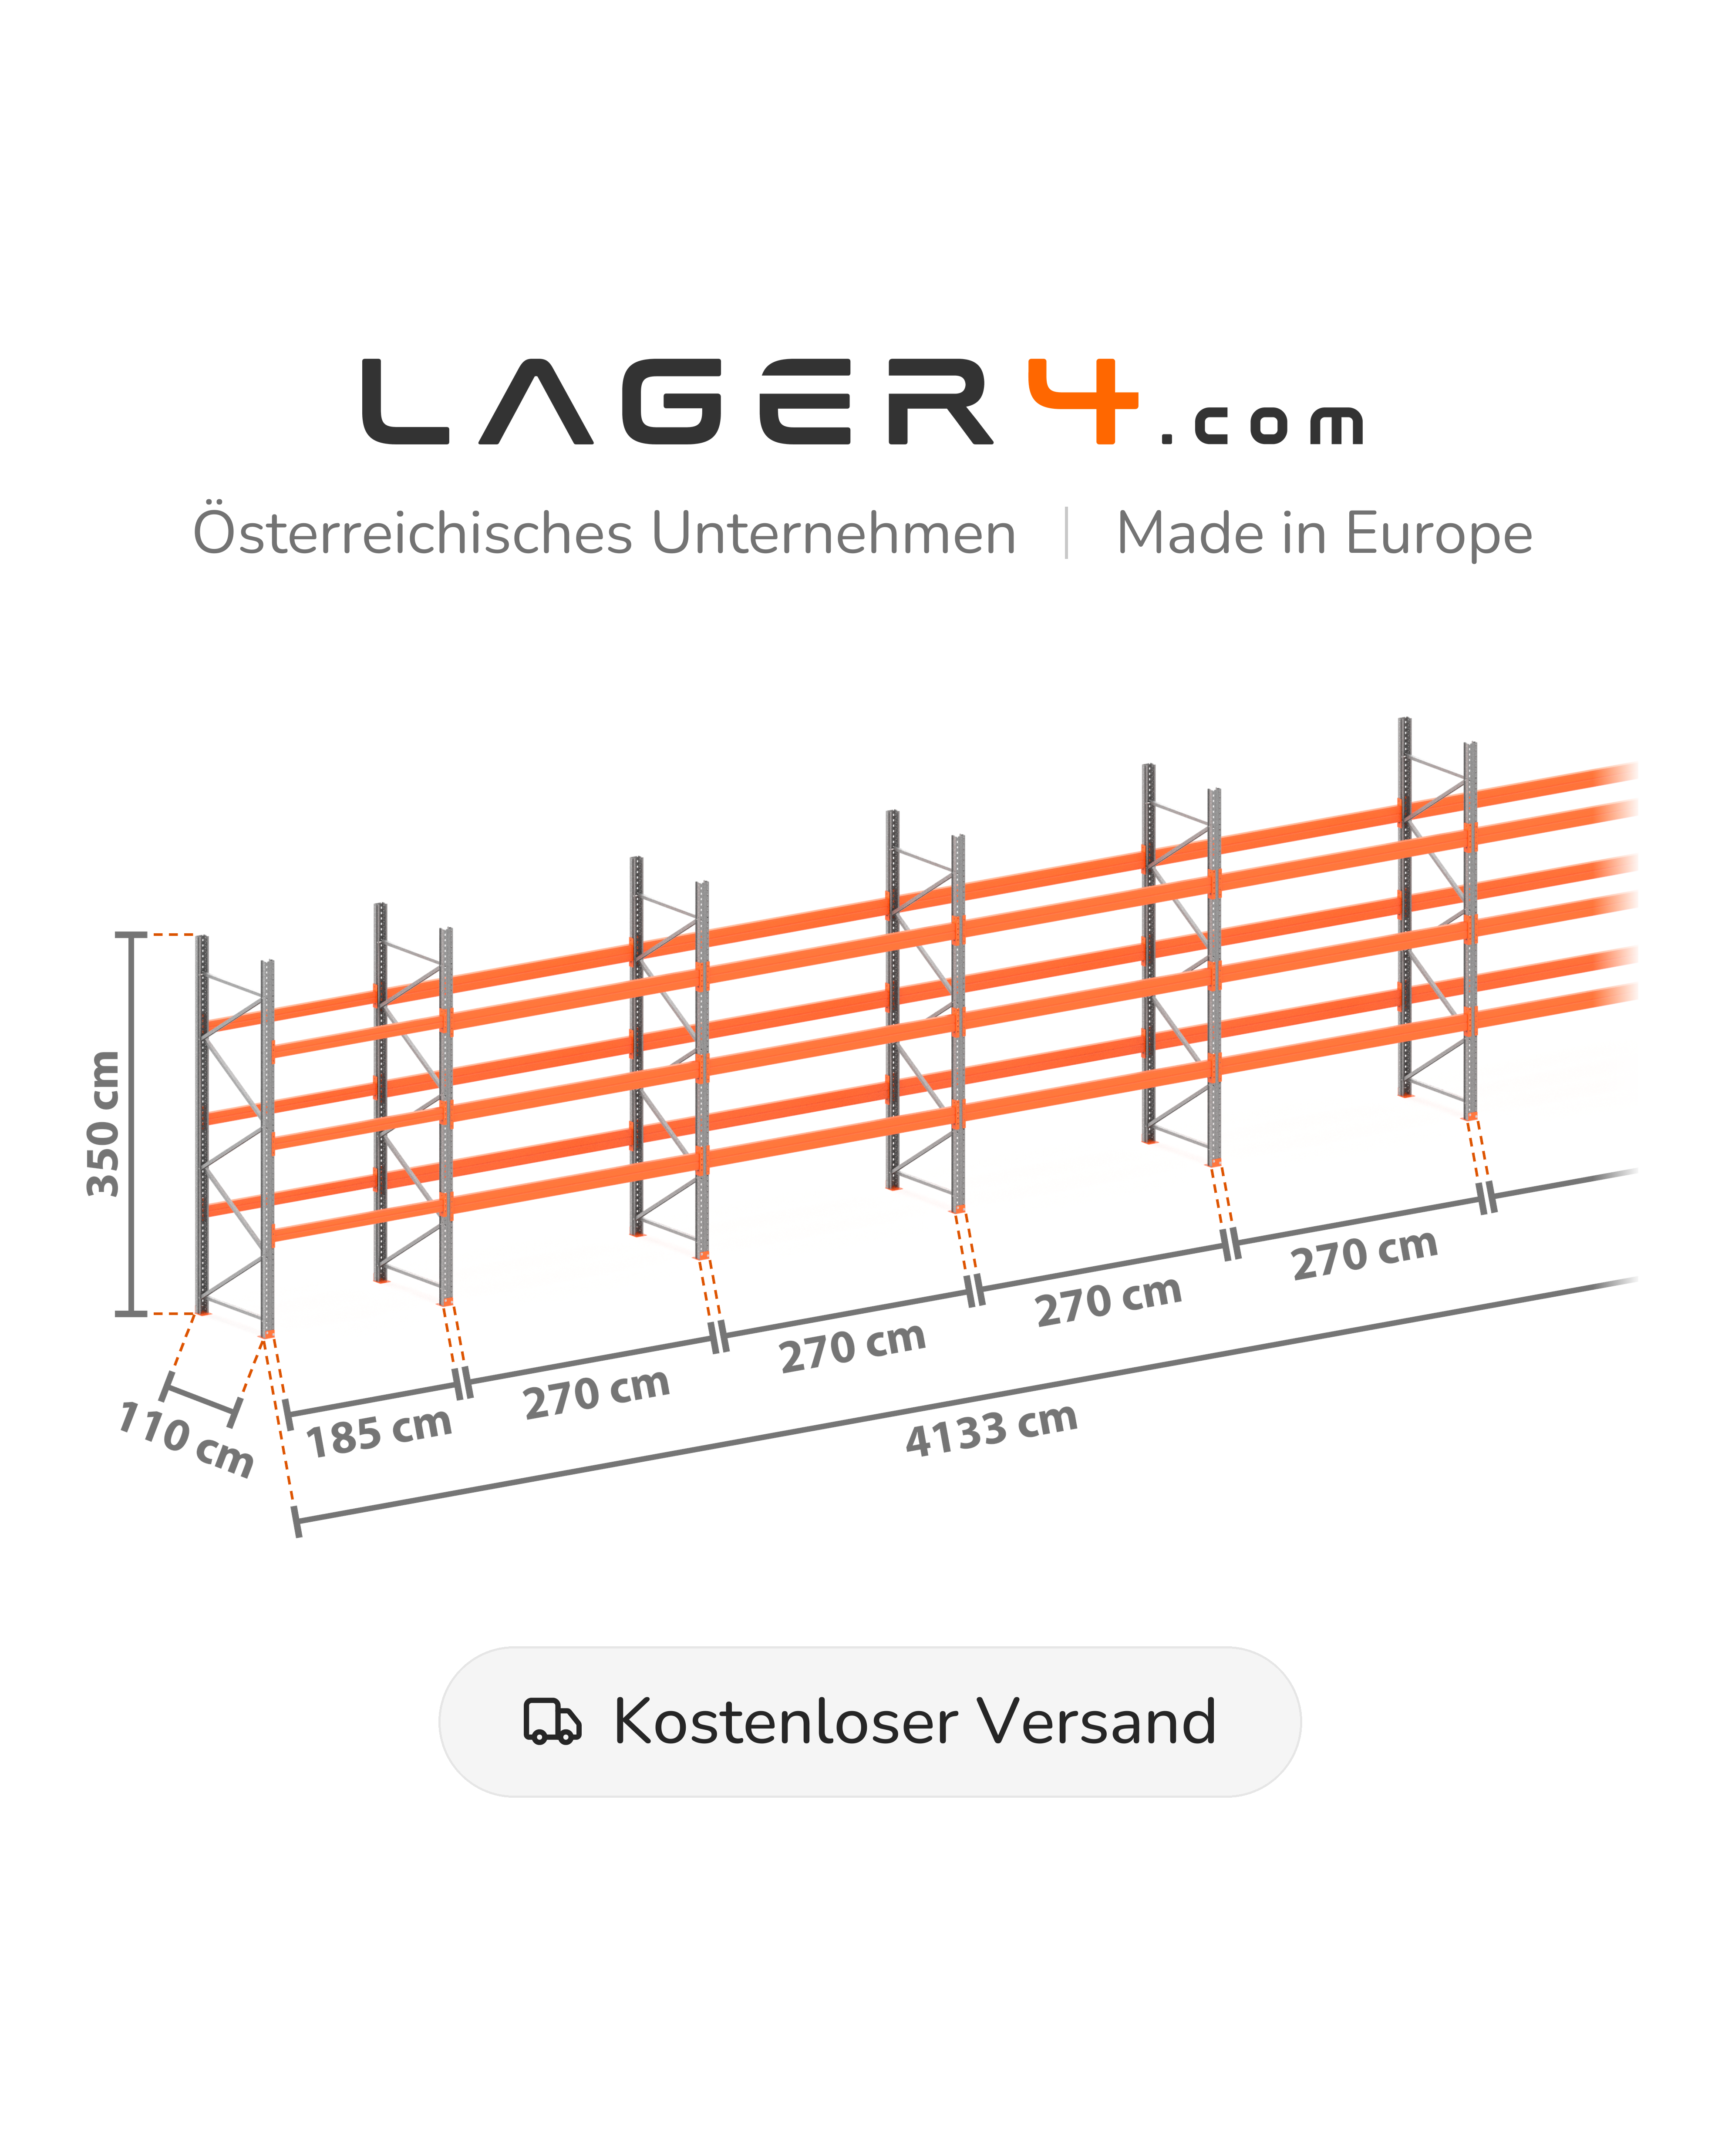 LAGER4.com
Österreichisches Unternehmen | Made in Europe
350 cm
110 cm
185 cm
270 cm
270 cm
270 cm
270 cm
4133 cm
Kostenloser Versand